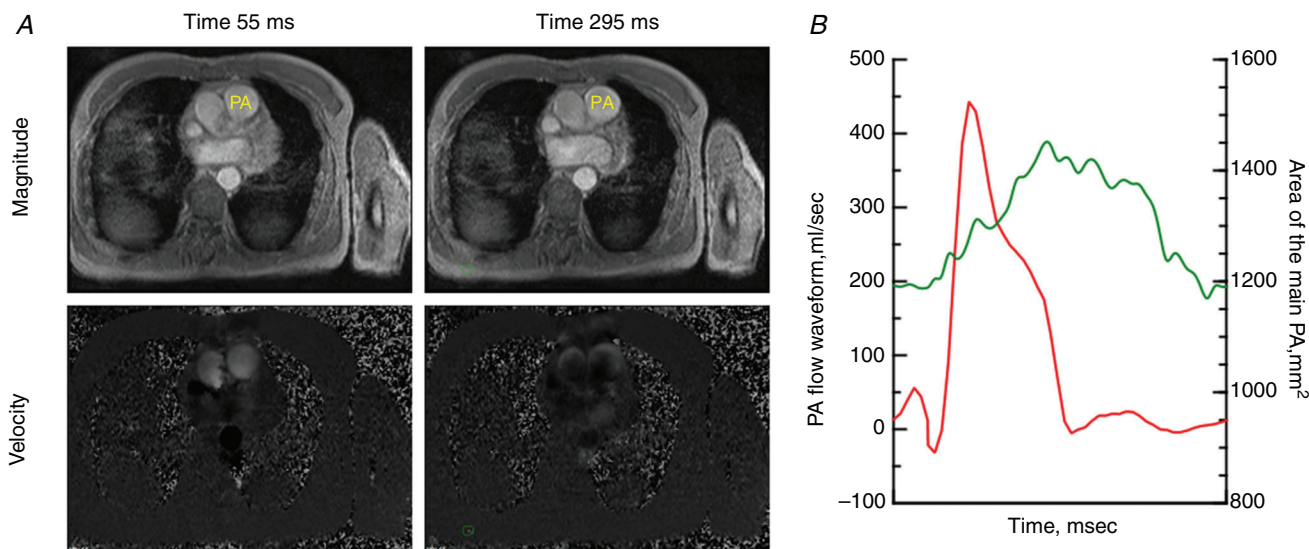 A
Time 55 ms
Time 295 ms
Magnitude
PA
PA
Velocity
B
500
400
300
200
100
0
−100
PA flow waveform,ml/sec
1600
1400
1200
1000
800
Area of the main PA,mm²
Time, msec